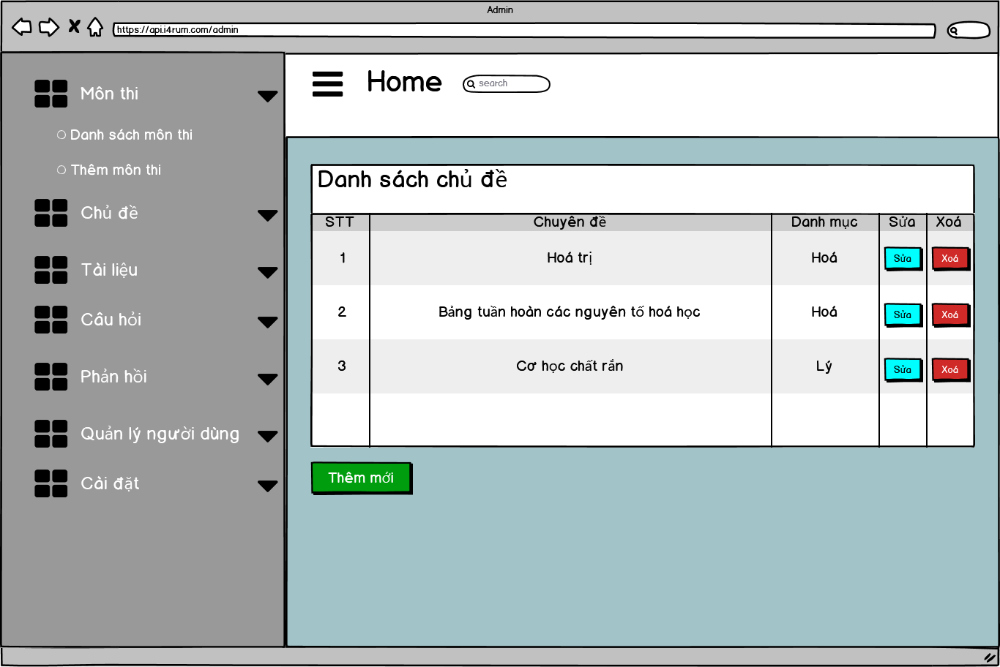 Admin
https://api.i4rum.com/admin
Home
search
Môn thi
Danh sách môn thi
Thêm môn thi
Chủ đề
Tài liệu
Câu hỏi
Phản hồi
Quản lý người dùng
Cài đặt
Danh sách chủ đề
STT Chuyên đề Danh mục Sửa Xoá
1 Hoá trị Hoá Sửa Xoá
2 Bảng tuần hoàn các nguyên tố hoá học Hoá Sửa Xoá
3 Cơ học chất rắn Lý Sửa Xoá
Thêm mới